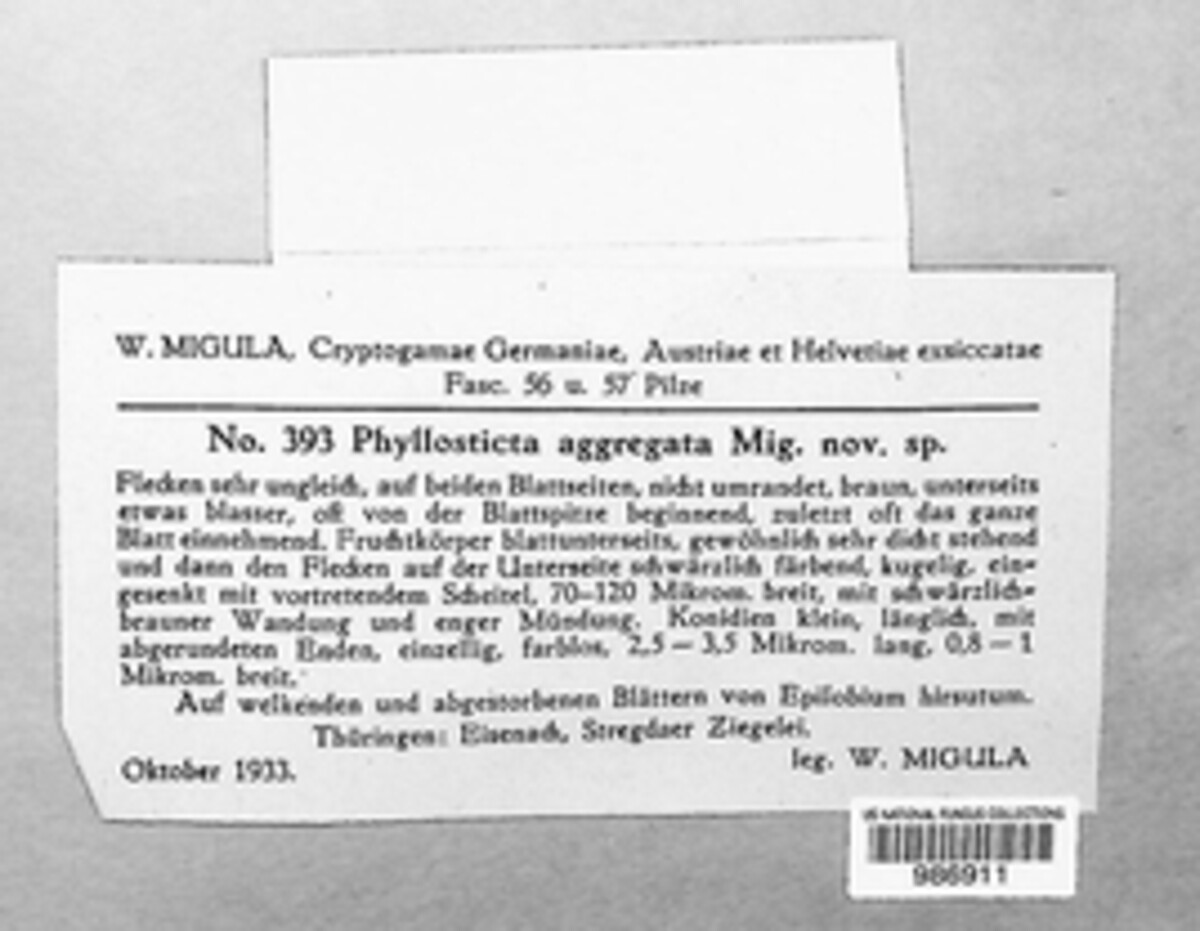 W. MIGULA, Cryptogamae Germaniae, Austriae et Helvetiae exsiccatae
Fasc. 56 u. 57 Pilze
No. 393 Phyllosticta aggregata Mig. nov. sp.
Flecken sehr ungleich, auf beiden Blattseiten, nicht umrandet, braun, unterseits
etwas blasser, oft von der Blattspitze beginnend, zuletzt oft das ganze
Blatt einnehmend. Fruchtkörper blattunterseits, gewöhnlich sehr dicht stehend
und dann den Flecken auf der Unterseite schwärzlich färbend, kugelig, ein-
gesenkt mit vortretendem Scheitel, 70–120 Mikrom. breit, mit schwärzlich-
brauner Wandung und enger Mündung. Konidien klein, länglich, mit
abgerundeten Enden, einzellig, farblos, 2,5 – 3,5 Mikrom. lang, 0,8 – 1
Mikrom. breit.
Auf welkenden und abgestorbenen Blättern von Epilobium hirsutum.
Thüringen: Eisenach, Stregdaer Ziegelei.
Oktober 1933.
leg. W. MIGULA
US NATIONAL FUNGUS COLLECTIONS
986911